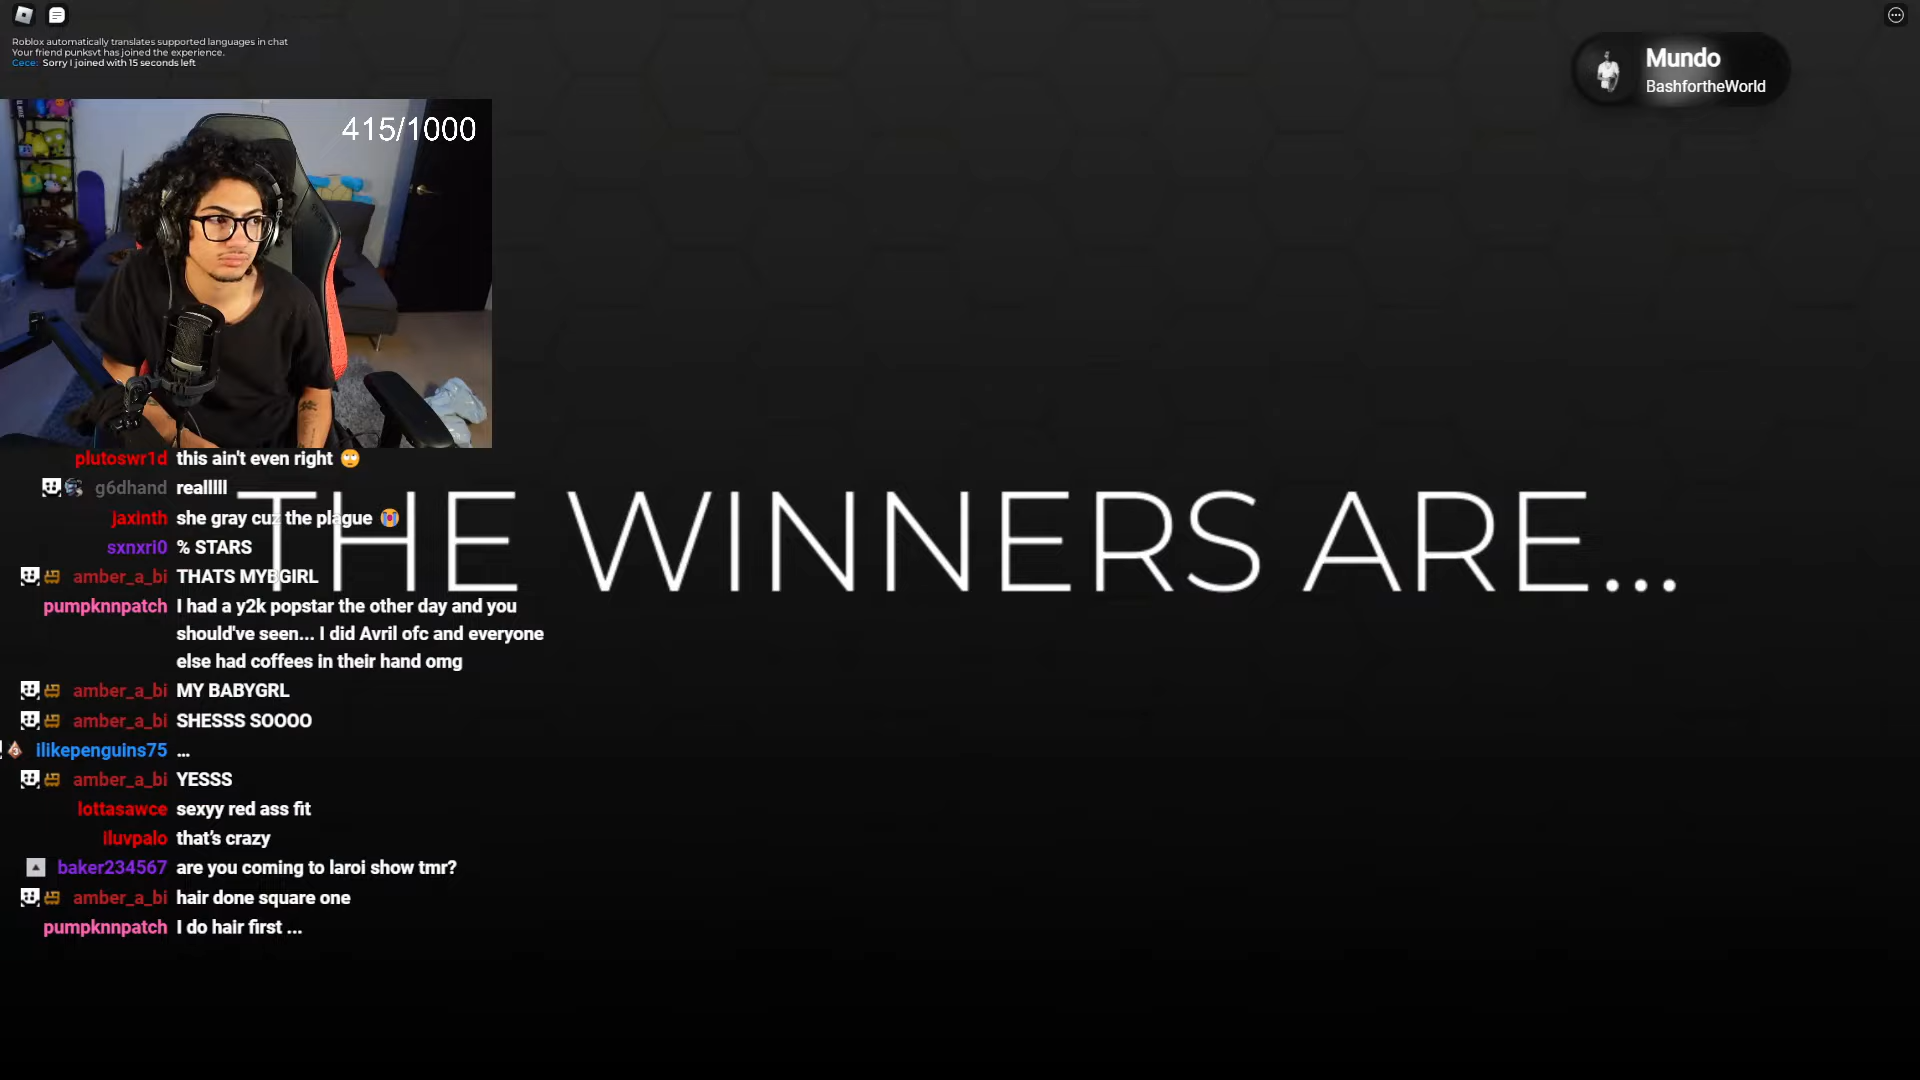 Roblox automatically translates supported languages in chat
Your friend punksvt has joined the experience.
Cece: Sorry I joined with 15 seconds left
Mundo
BashfortheWorld
415/1000
plutoswr1d this ain't even right 🙄
g6dhand realllll
jaxinth she gray cuz the plague 😭
sxnxri0 % STARS
THE WINNERS ARE...
amber_a_bi THATS MYBGIRL
pumpknnpatch I had a y2k popstar the other day and you
should've seen... I did Avril ofc and everyone
else had coffees in their hand omg
amber_a_bi MY BABYGRL
amber_a_bi SHESSS SOOOO
ilikepenguins75 ...
amber_a_bi YESSS
lottasawce sexyy red ass fit
iluvpalo that's crazy
baker234567 are you coming to laroi show tmr?
amber_a_bi hair done square one
pumpknnpatch I do hair first ...